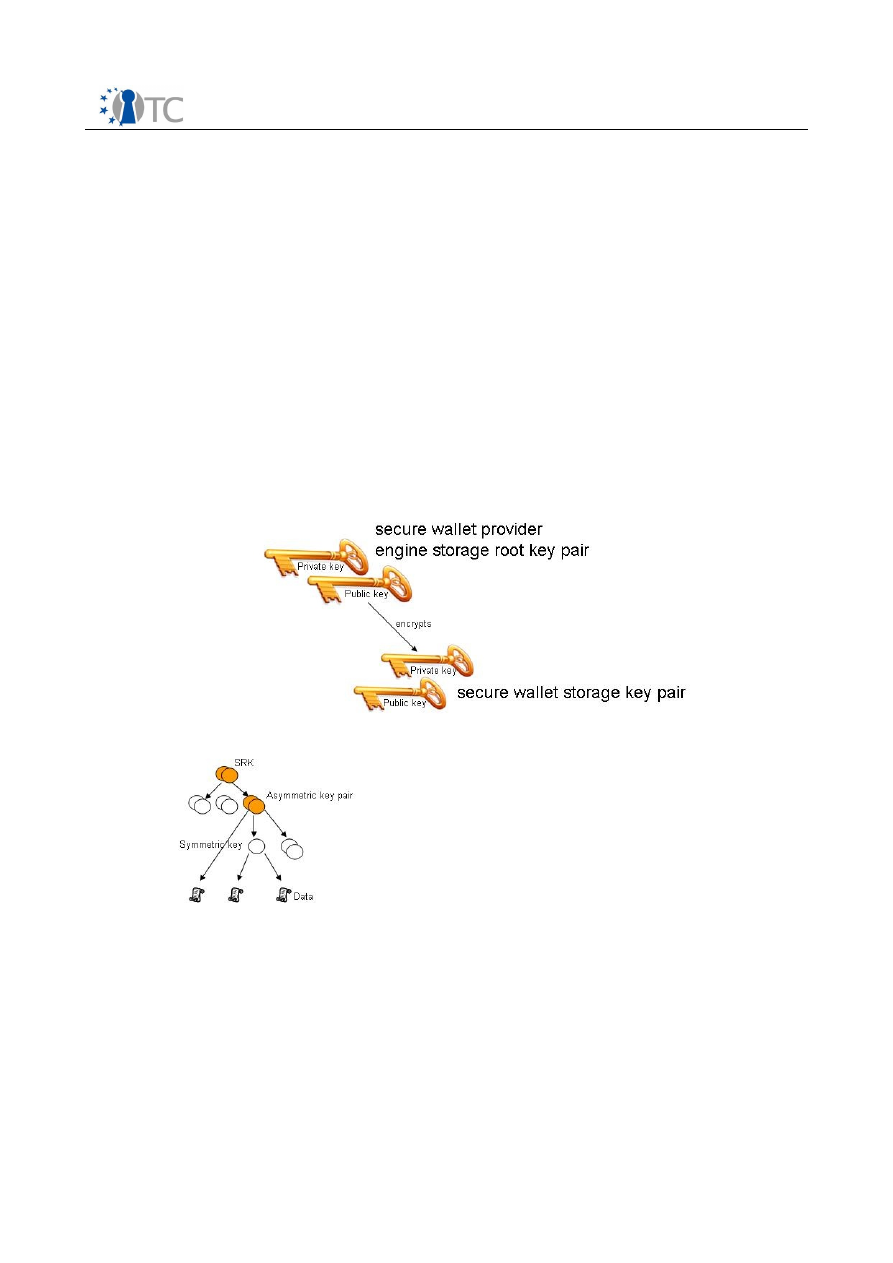 TC
secure wallet provider
engine storage root key pair
Private key
Public key
encrypts
Private key
Public key
secure wallet storage key pair
SRK
Asymmetric key pair
Symmetric key
Data